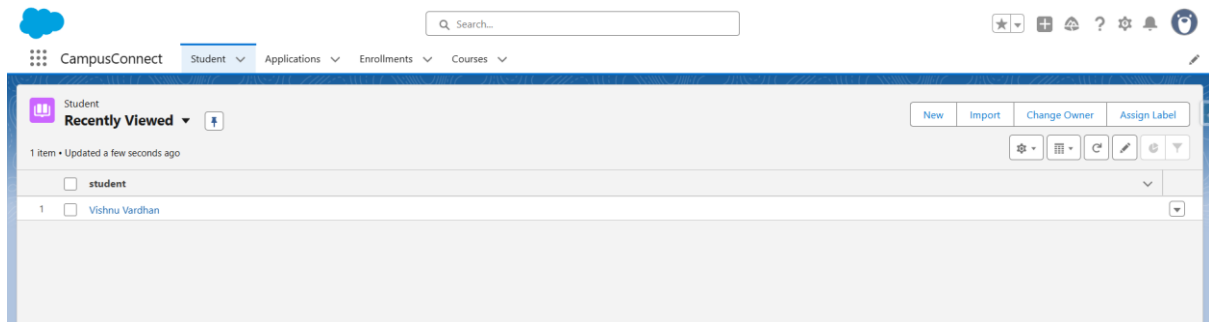 Search...
CampusConnect Student Applications Enrollments Courses
Student
Recently Viewed
New Import Change Owner Assign Label
1 item • Updated a few seconds ago
student
1 Vishnu Vardhan